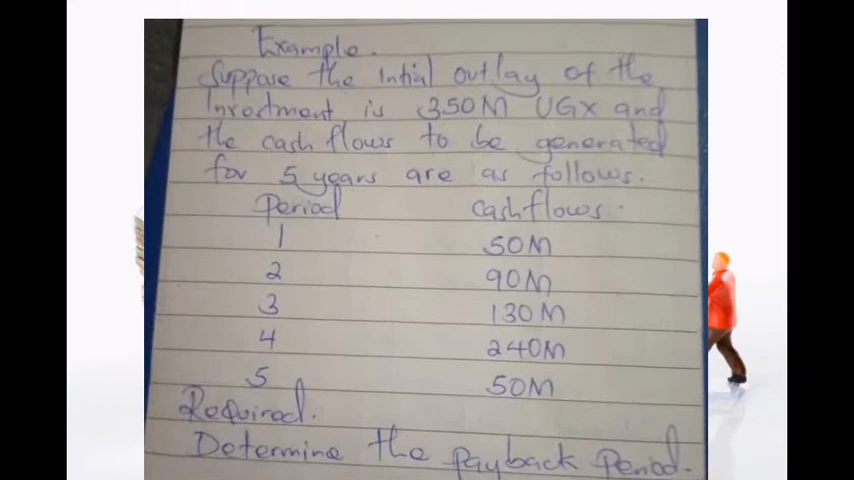 Example.
Suppose the intial outlay of the
Investment is 350M UGX and
the cash flows to be generated
for 5 years are as follows.
Period cashflows.
1 50M
2 90M
3 130M
4 240M
5 50M
Required.
Determine the payback Period.